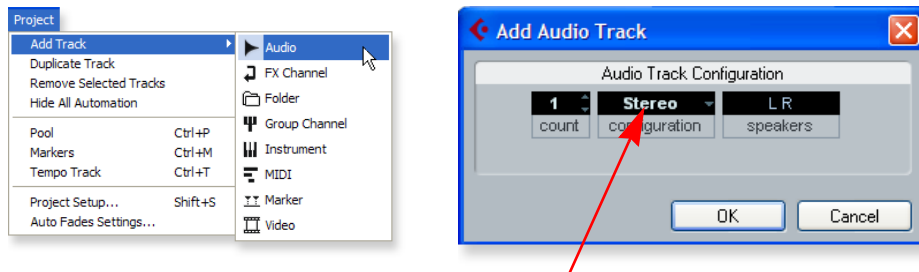 Project
Add Track
Duplicate Track
Remove Selected Tracks
Hide All Automation
Pool Ctrl+P
Markers Ctrl+M
Tempo Track Ctrl+T
Project Setup... Shift+S
Auto Fades Settings...
Audio
FX Channel
Folder
Group Channel
Instrument
MIDI
Marker
Video
Add Audio Track
Audio Track Configuration
1 Stereo L R
count configuration speakers
OK Cancel